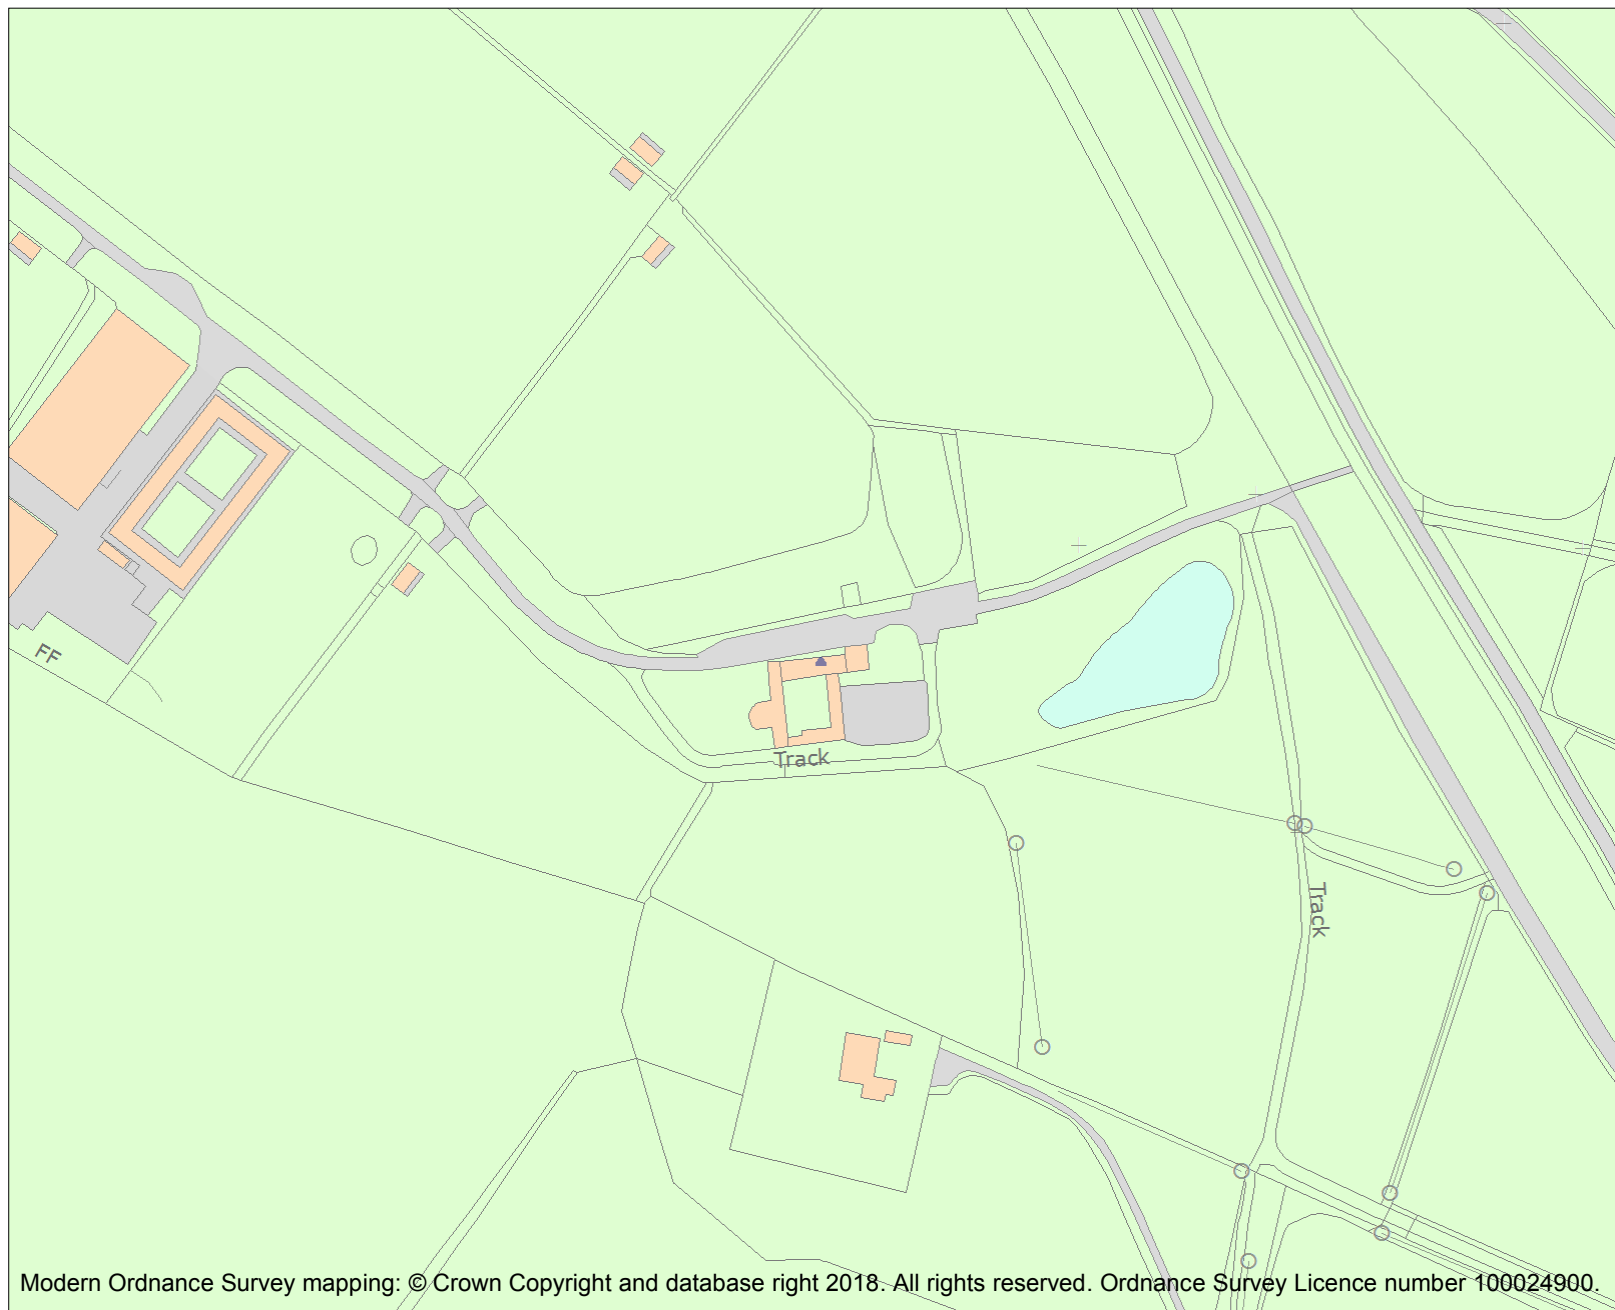 FF
Track
Track
Modern Ordnance Survey mapping: © Crown Copyright and database right 2018. All rights reserved. Ordnance Survey Licence number 100024900.